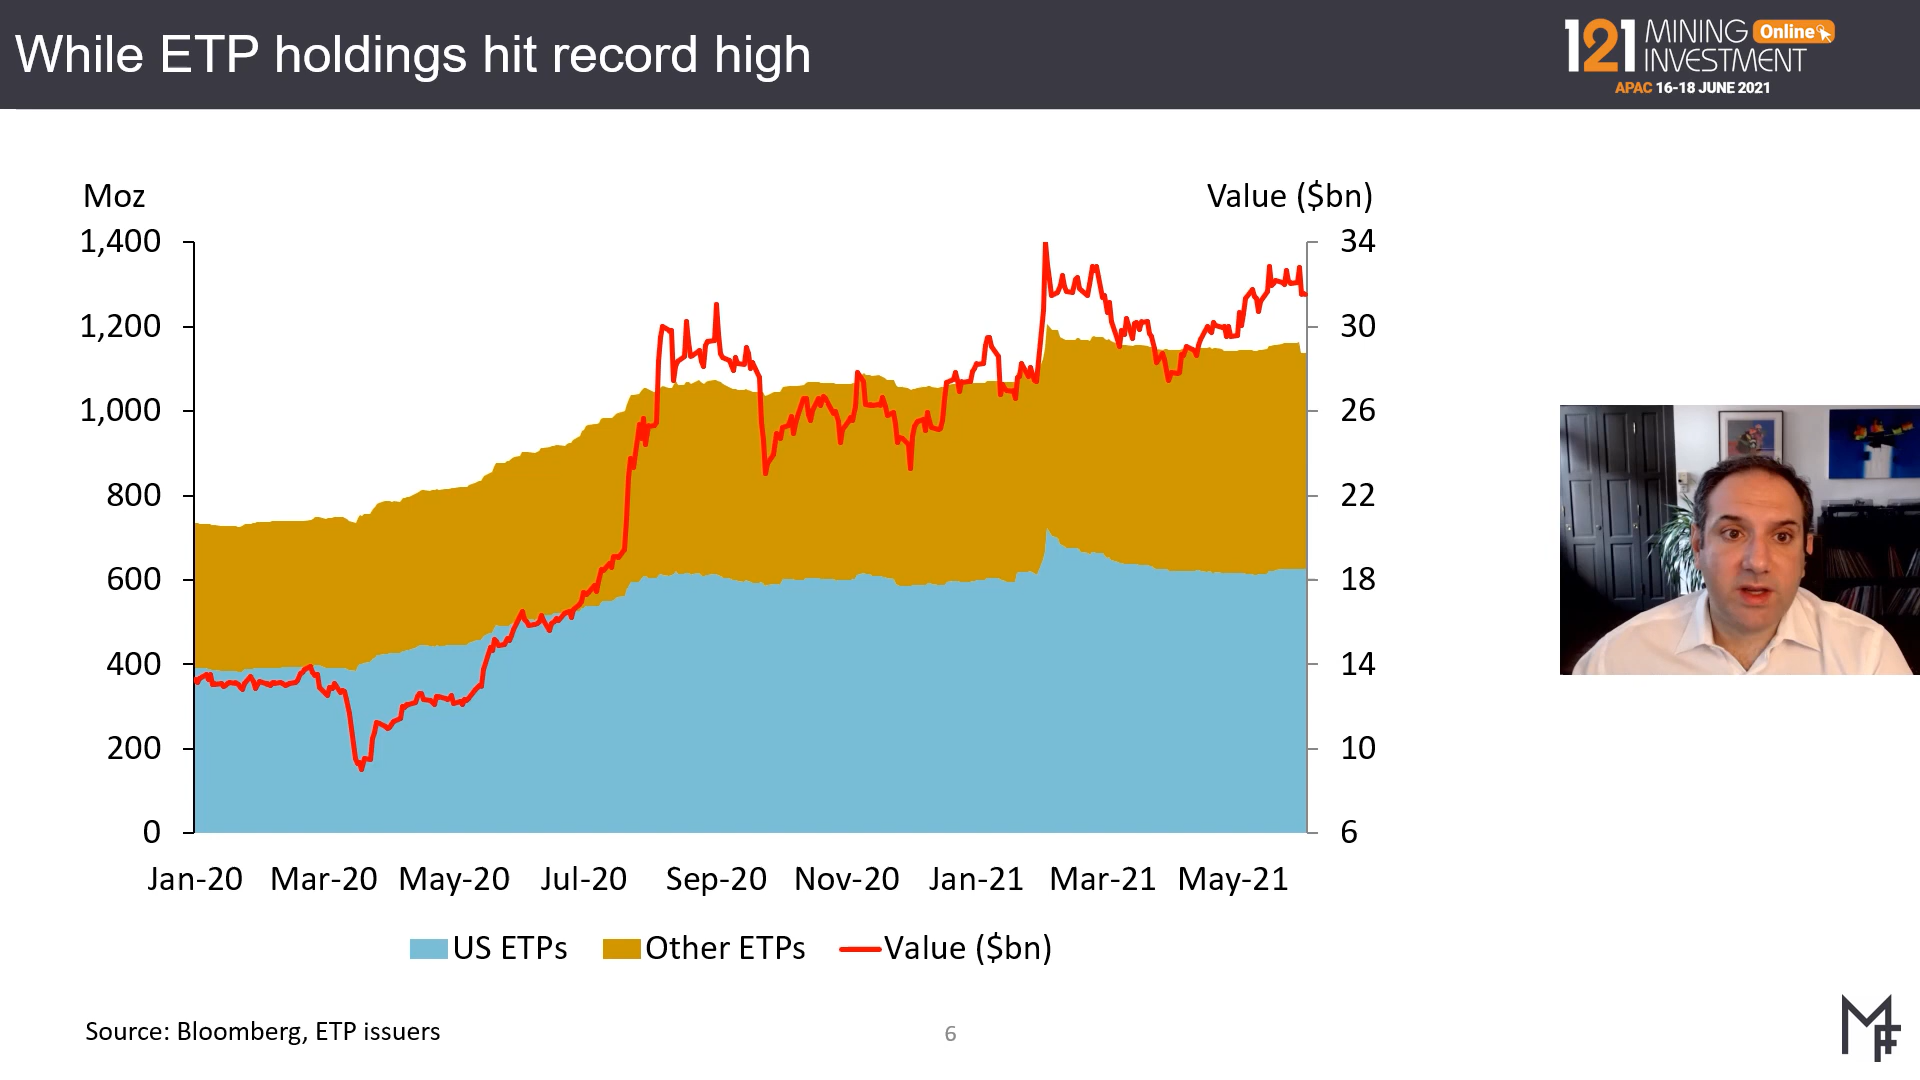 While ETP holdings hit record high
121 MINING INVESTMENT Online
APAC 16-18 JUNE 2021
Moz
Value ($bn)
1,400
1,200
1,000
800
600
400
200
0
34
30
26
22
18
14
10
6
Jan-20 Mar-20 May-20 Jul-20 Sep-20 Nov-20 Jan-21 Mar-21 May-21
US ETPs Other ETPs Value ($bn)
Source: Bloomberg, ETP issuers
6